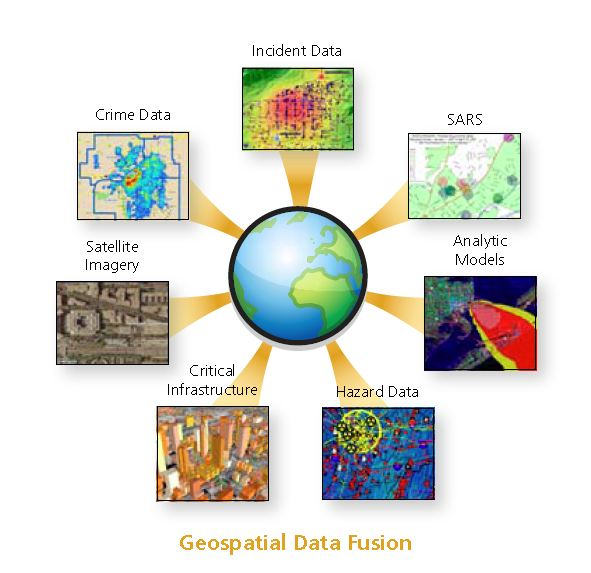 Incident Data
Crime Data
SARS
Satellite
Imagery
Analytic
Models
Critical
Infrastructure
Hazard Data
Geospatial Data Fusion